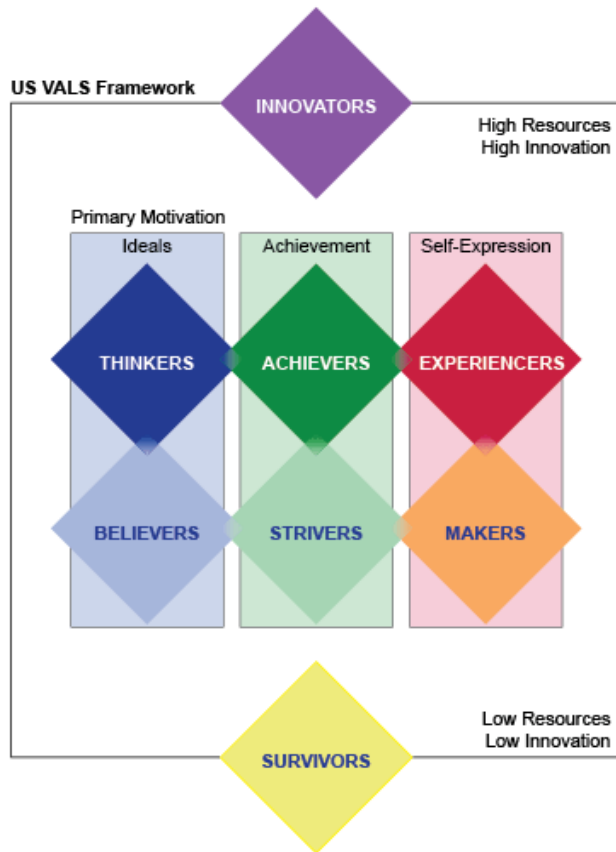 US VALS Framework
INNOVATORS
High Resources
High Innovation
Primary Motivation
Ideals
Achievement
Self-Expression
THINKERS
ACHIEVERS
EXPERIENCERS
BELIEVERS
STRIVERS
MAKERS
Low Resources
Low Innovation
SURVIVORS